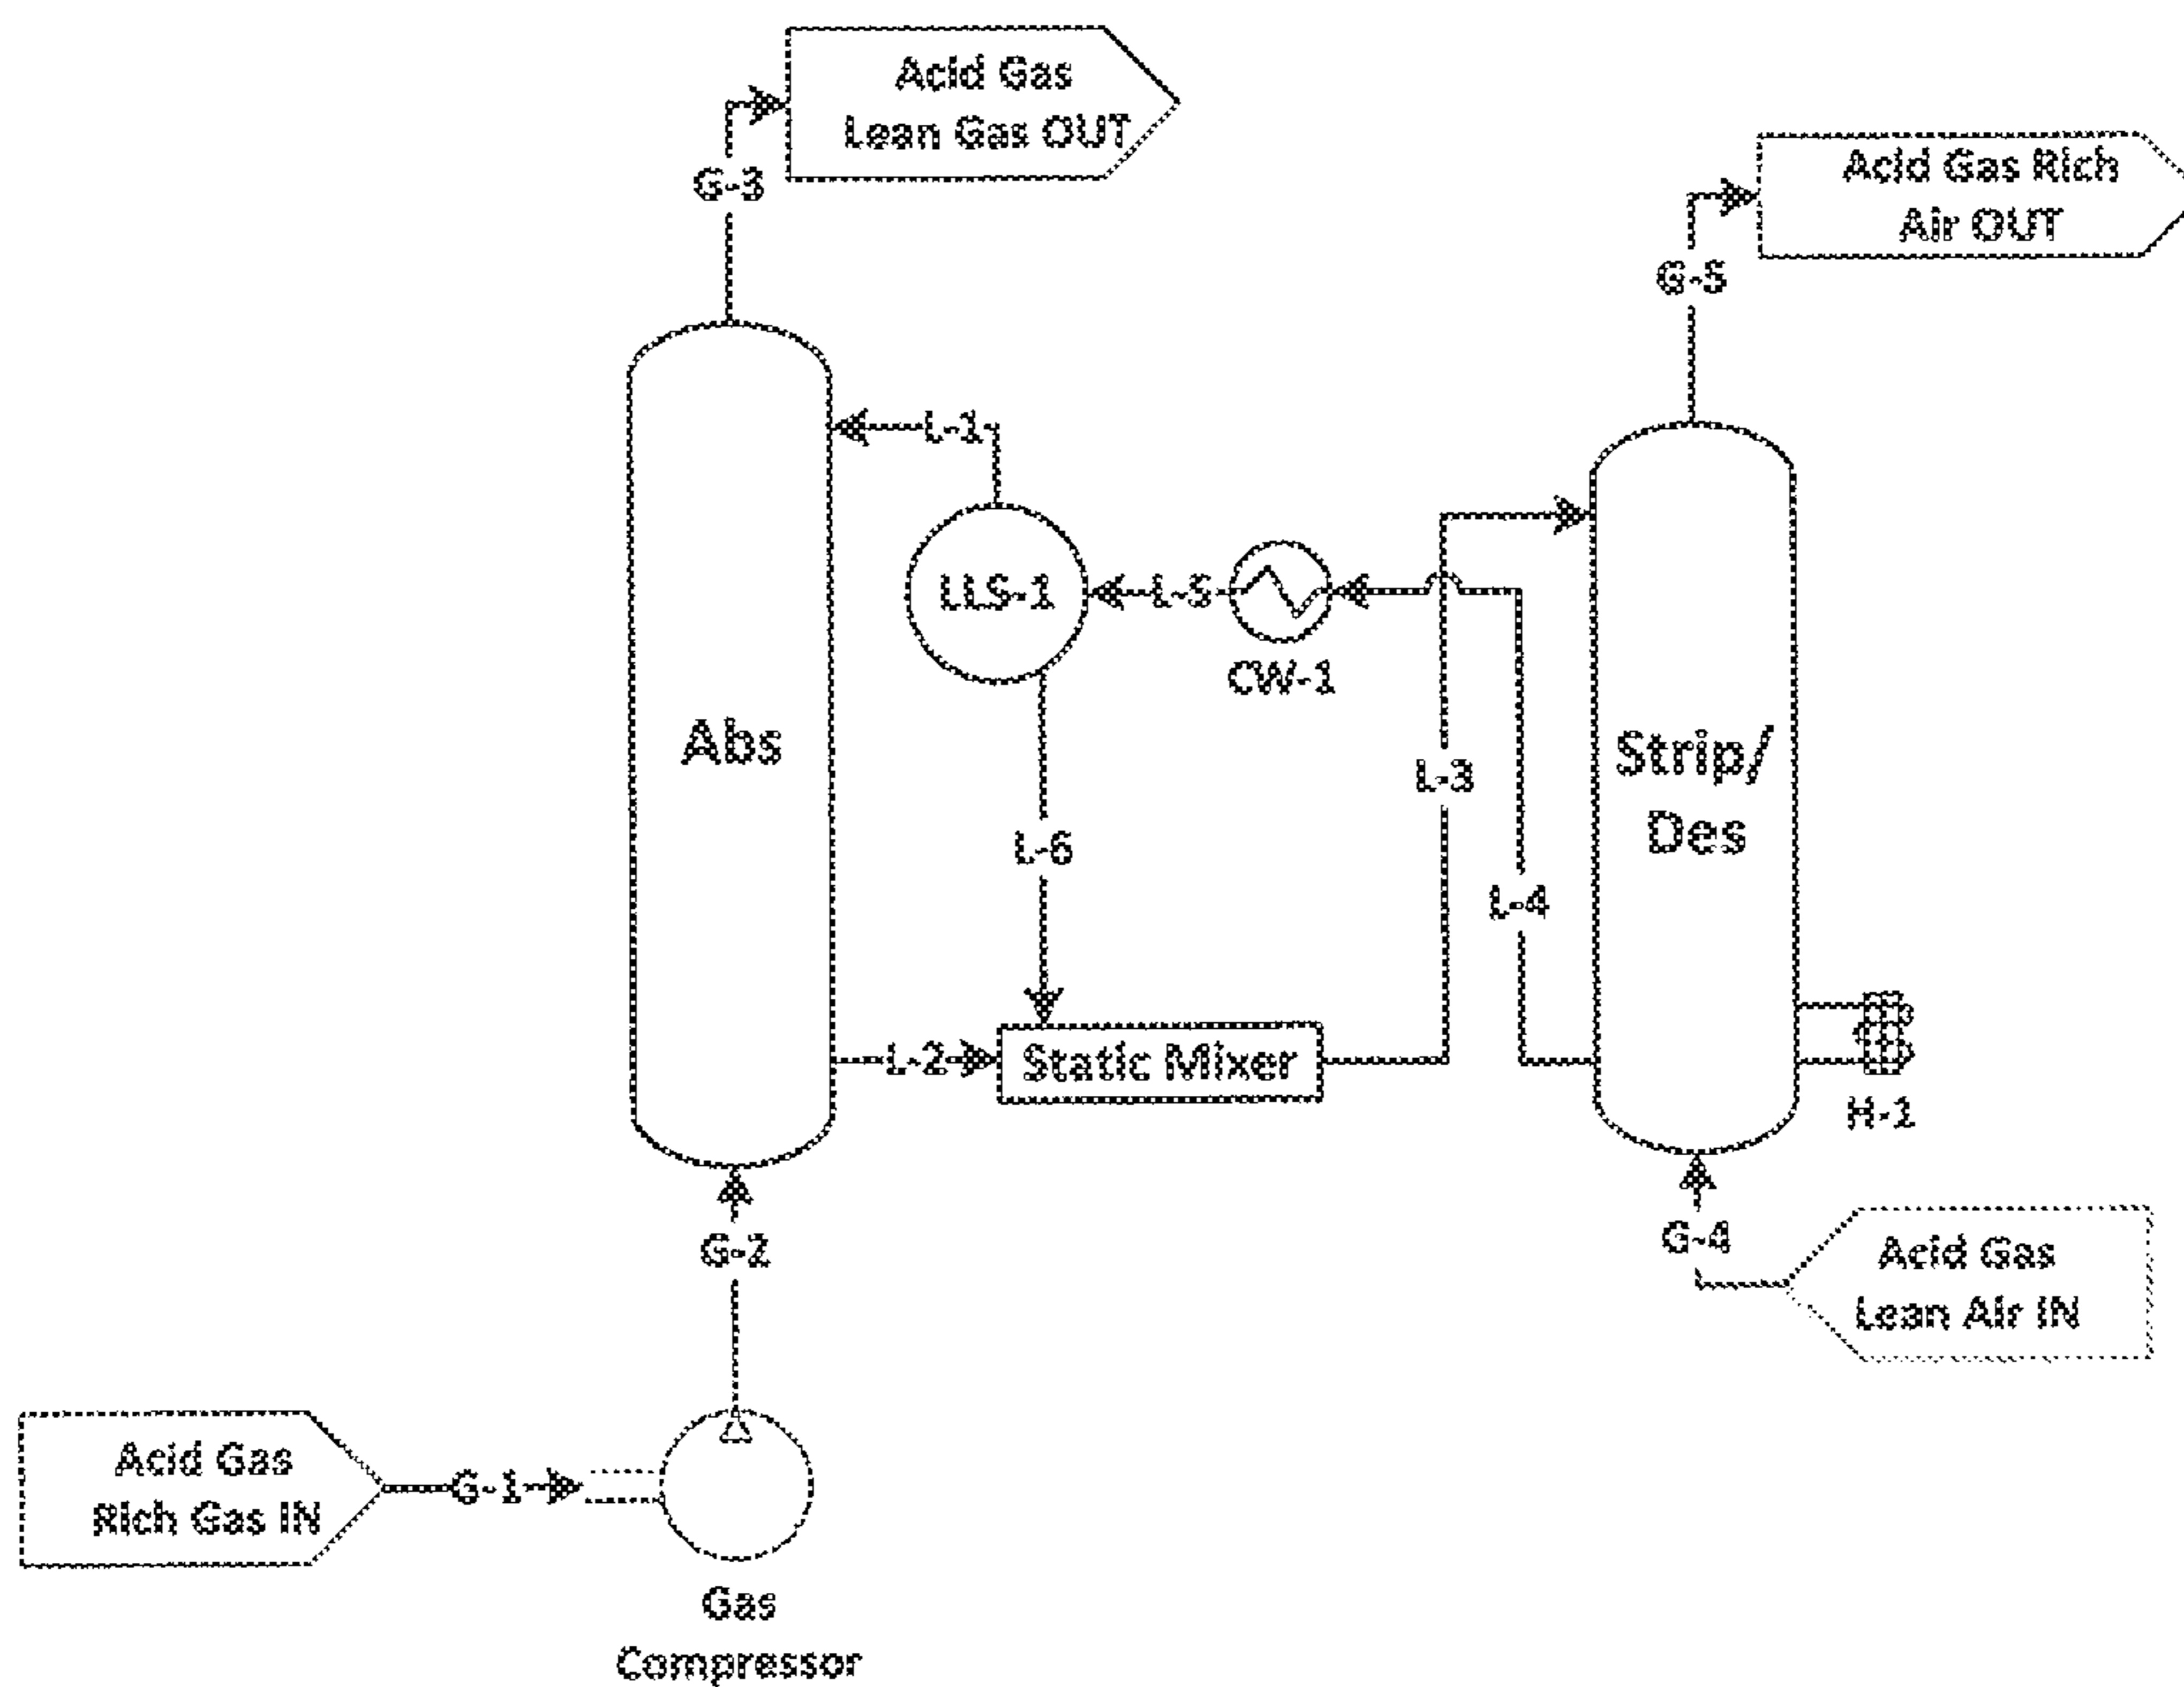 Acid Gas
Lean Gas OUT
Acid Gas Rich
Air OUT
G-3
G-5
L-1
LLS-1
L-5
CW-1
Abs
Strip/
Des
L-3
L-6
L-4
L-2
Static Mixer
H-1
G-2
G-4
Acid Gas
Lean Air IN
Acid Gas
Rich Gas IN
G-1
Gas
Compressor